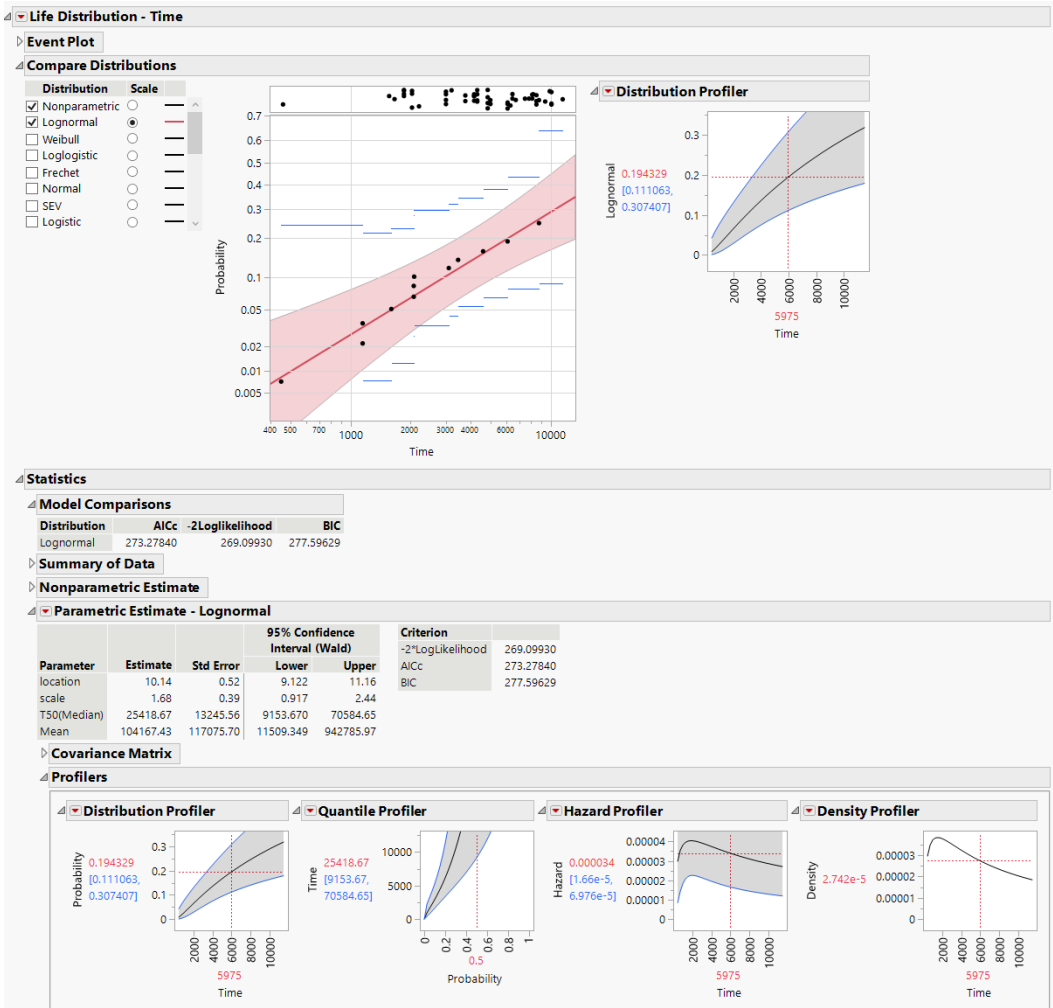 Life Distribution - Time
Event Plot
Compare Distributions
Distribution Scale
Nonparametric
Lognormal
Weibull
Loglogistic
Frechet
Normal
SEV
Logistic
0.7
0.6
0.5
0.4
0.3
0.2
0.1
0.05
0.02
0.01
0.005
Probability
400 500 700 1000 2000 3000 4000 6000 10000
Time
Distribution Profiler
Lognormal
0.194329
[0.111063,
0.307407]
0.3
0.2
0.1
0
2000 4000 6000 8000 10000
5975
Time
Statistics
Model Comparisons
Distribution AICc -2Loglikelihood BIC
Lognormal 273.27840 269.09930 277.59629
Summary of Data
Nonparametric Estimate
Parametric Estimate - Lognormal
95% Confidence
Interval (Wald)
Parameter Estimate Std Error Lower Upper
location 10.14 0.52 9.122 11.16
scale 1.68 0.39 0.917 2.44
T50(Median) 25418.67 13245.56 9153.670 70584.65
Mean 104167.43 117075.70 11509.349 942785.97
Criterion
-2*LogLikelihood 269.09930
AICc 273.27840
BIC 277.59629
Covariance Matrix
Profilers
Distribution Profiler
Probability
0.194329
[0.111063,
0.307407]
0.3
0.2
0.1
0
2000 4000 6000 8000 10000
5975
Time
Quantile Profiler
Time
25418.67
[9153.67,
70584.65]
10000
5000
0
0 0.2 0.4 0.6 0.8 1
0.5
Probability
Hazard Profiler
Hazard
0.000034
[1.66e-5,
6.976e-5]
0.00004
0.00003
0.00002
0.00001
0
2000 4000 6000 8000 10000
5975
Time
Density Profiler
Density
2.742e-5
0.00003
0.00002
0.00001
0
2000 4000 6000 8000 10000
5975
Time